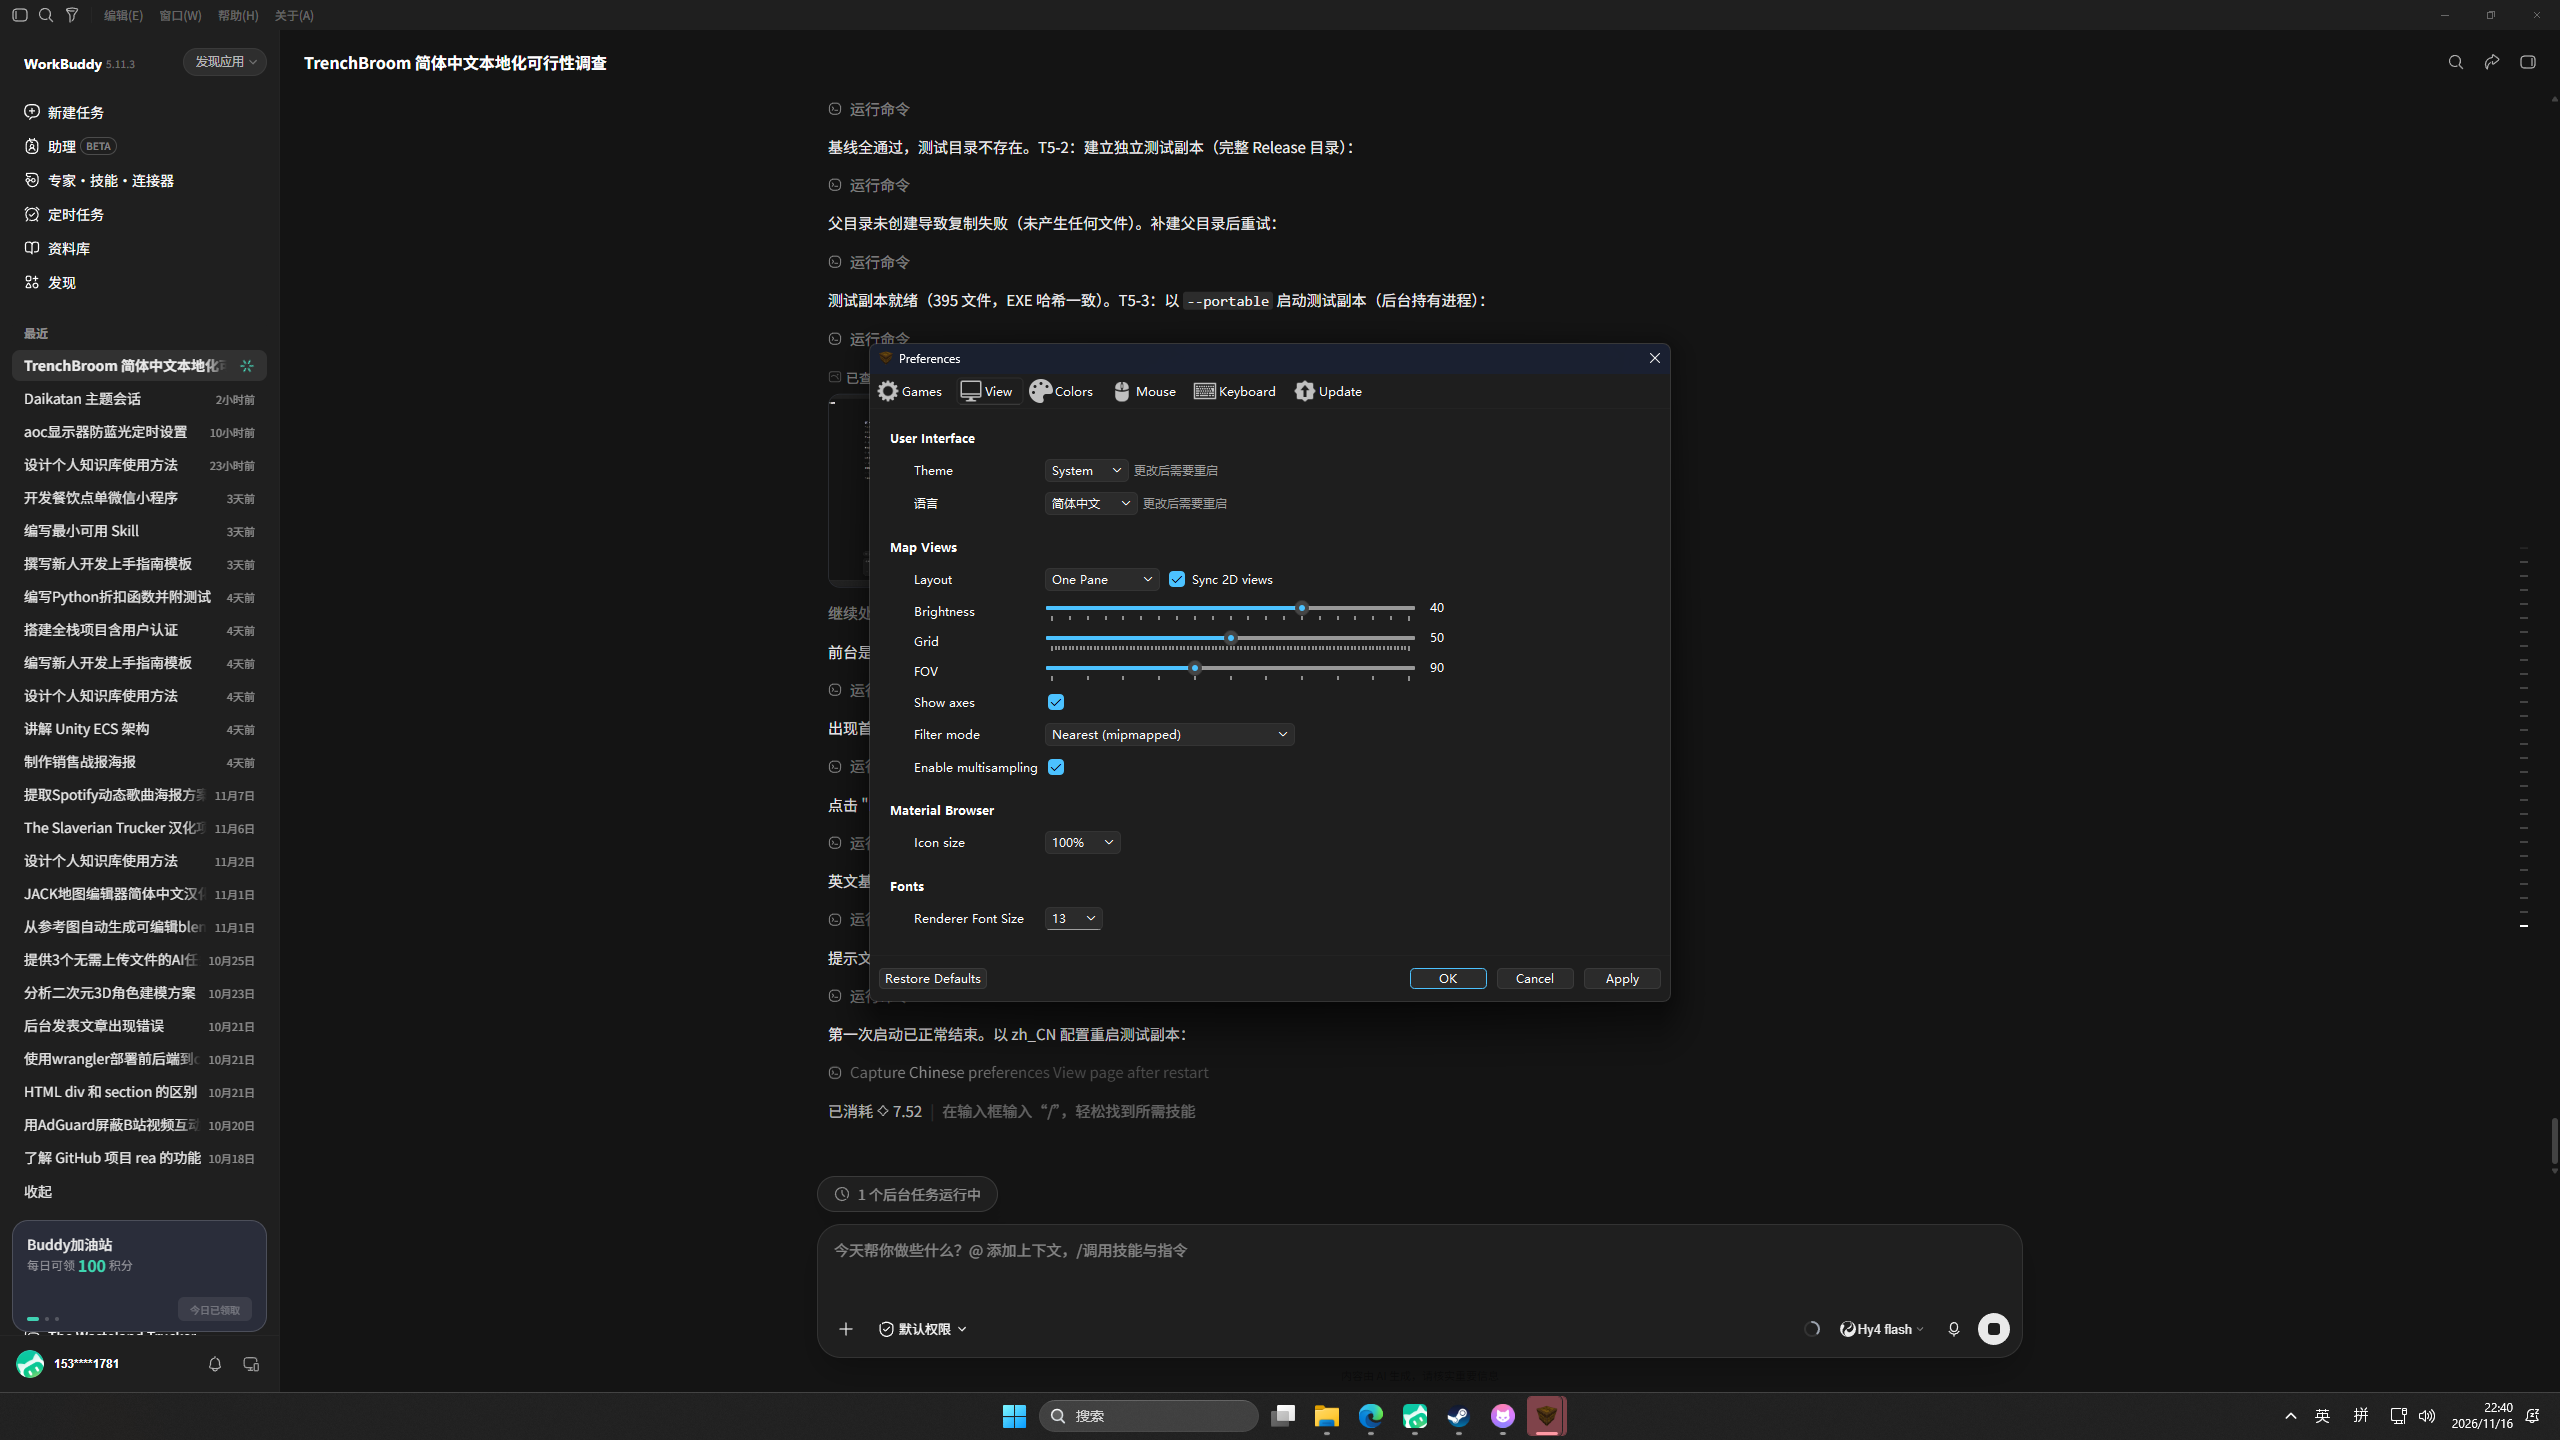 编辑(E) 窗口(W) 帮助(H) 关于(A)
WorkBuddy 5.11.3
发现应用
新建任务
助理 BETA
专家・技能・连接器
定时任务
资料库
发现
最近
TrenchBroom 简体中文本地化
Daikatan 主题会话 2小时前
aoc显示器防蓝光定时设置 10小时前
设计个人知识库使用方法 23小时前
开发餐饮点单微信小程序 3天前
编写最小可用 Skill 3天前
撰写新人开发上手指南模板 3天前
编写Python折扣函数并附测试 4天前
搭建全栈项目含用户认证 4天前
编写新人开发上手指南模板 4天前
设计个人知识库使用方法 4天前
讲解 Unity ECS 架构 4天前
制作销售战报海报 4天前
提取Spotify动态歌曲海报方案 11月7日
The Slaverian Trucker 汉化项 11月6日
设计个人知识库使用方法 11月2日
JACK地图编辑器简体中文汉化 11月1日
从参考图自动生成可编辑blen 11月1日
提供3个无需上传文件的AI任 10月25日
分析二次元3D角色建模方案 10月23日
后台发表文章出现错误 10月21日
使用wrangler部署前后端到c 10月21日
HTML div 和 section 的区别 10月21日
用AdGuard屏蔽B站视频互动 10月20日
了解 GitHub 项目 rea 的功能 10月18日
收起
Buddy加油站
每日可领 100 积分
今日已领取
The Wasteland Trucker
153****1781
TrenchBroom 简体中文本地化可行性调查
运行命令
基线全通过，测试目录不存在。T5-2：建立独立测试副本（完整 Release 目录）：
运行命令
父目录未创建导致复制失败（未产生任何文件）。补建父目录后重试：
运行命令
测试副本就绪（395 文件，EXE 哈希一致）。T5-3：以 --portable 启动测试副本（后台持有进程）：
运行命令
已查
继续处
前台是
运行
出现首
运行
点击 "
运行
英文基
运行
提示文
运行
第一次启动已正常结束。以 zh_CN 配置重启测试副本：
Capture Chinese preferences View page after restart
已消耗 7.52 | 在输入框输入“/”，轻松找到所需技能
1 个后台任务运行中
今天帮你做些什么？@ 添加上下文，/调用技能与指令
默认权限
Hy4 flash
Preferences
Games View Colors Mouse Keyboard Update
User Interface
Theme System 更改后需要重启
语言 简体中文 更改后需要重启
Map Views
Layout One Pane Sync 2D views
Brightness 40
Grid 50
FOV 90
Show axes
Filter mode Nearest (mipmapped)
Enable multisampling
Material Browser
Icon size 100%
Fonts
Renderer Font Size 13
Restore Defaults OK Cancel Apply
搜索
英 拼
22:40
2026/11/16